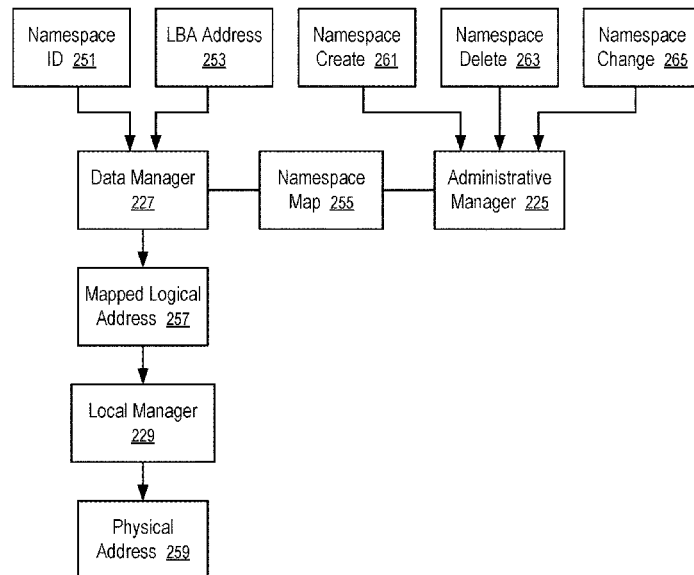 Namespace
ID 251
LBA Address
253
Namespace
Create 261
Namespace
Delete 263
Namespace
Change 265
Data Manager
227
Namespace
Map 255
Administrative
Manager 225
Mapped Logical
Address 257
Local Manager
229
Physical
Address 259